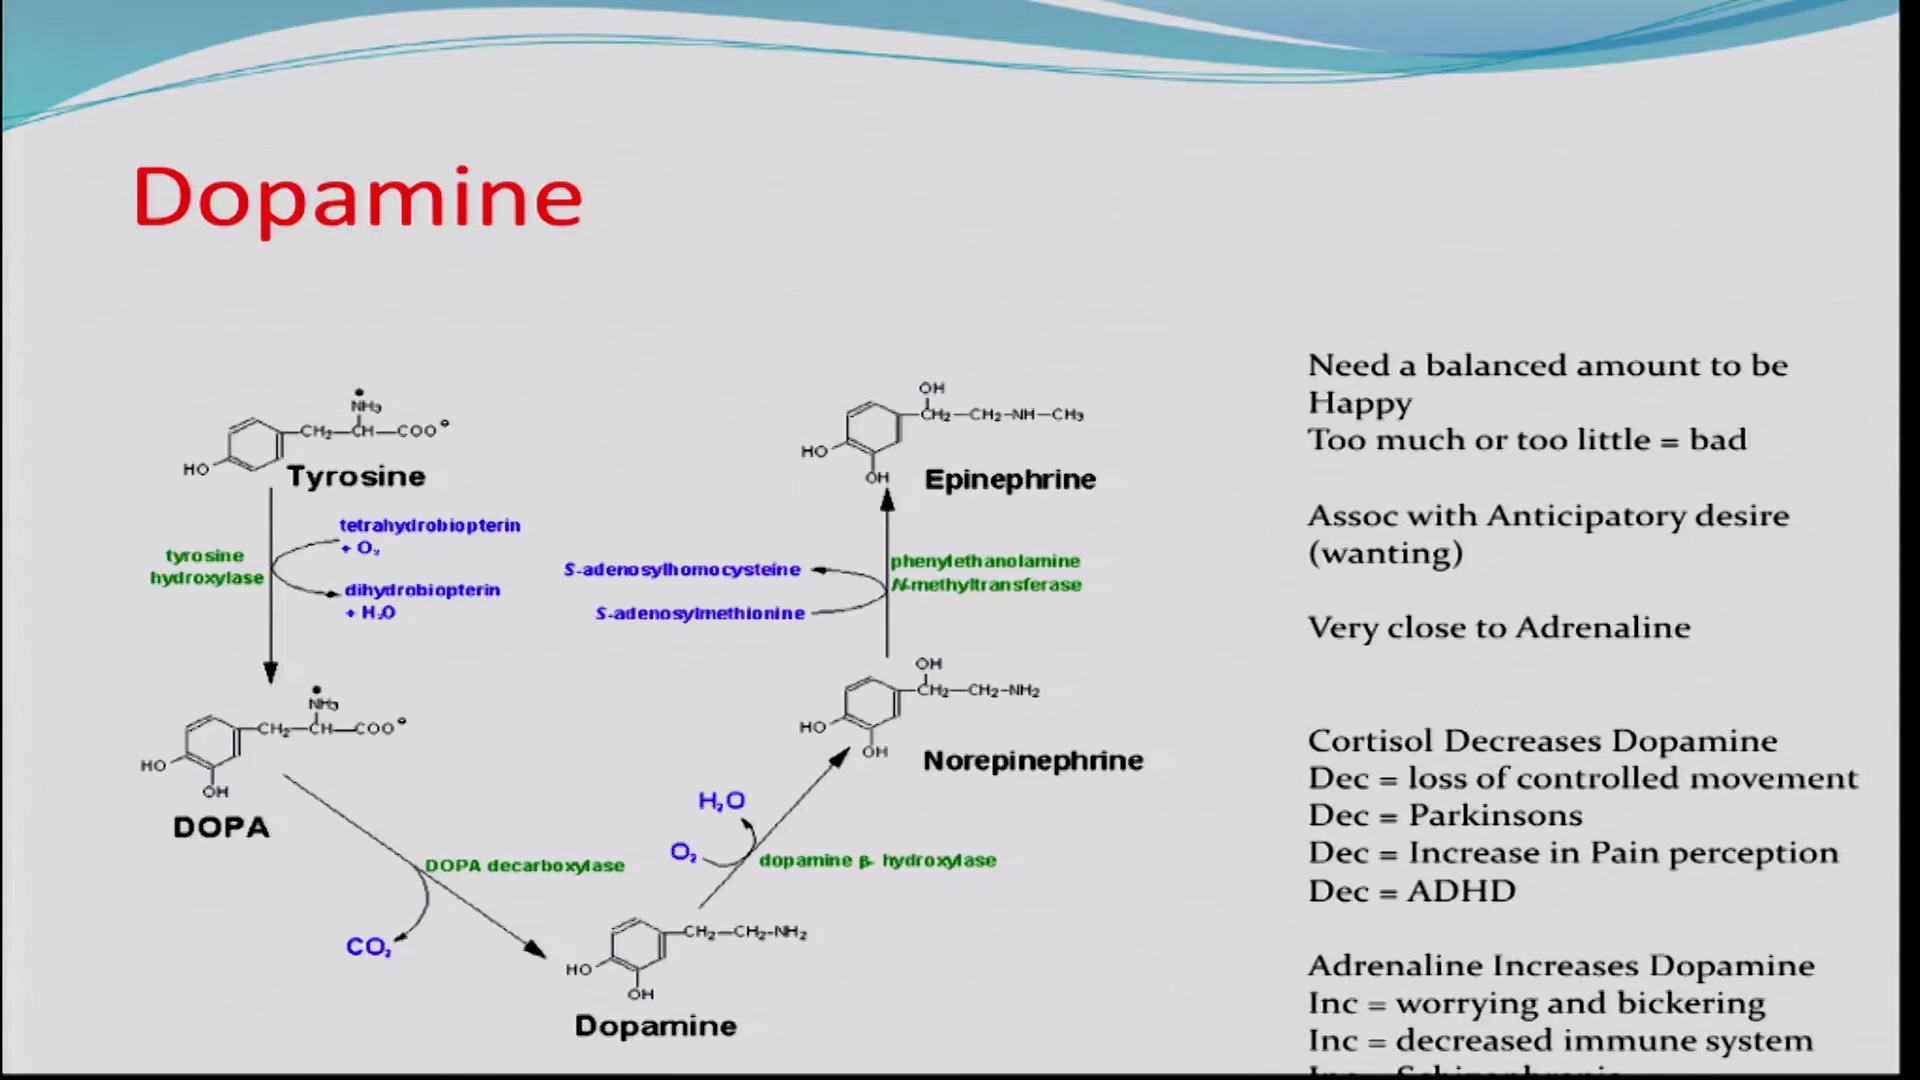 Dopamine
NH₃
CH₂—CH—COO
HO
Tyrosine
tetrahydrobiopterin
+ O₂
tyrosine
hydroxylase
dihydrobiopterin
+ H₂O
NH₃
CH₂—CH—COO
HO
OH
DOPA
DOPA decarboxylase
CO₂
CH₂—CH₂-NH₂
HO
OH
Dopamine
H₂O
O₂
dopamine β- hydroxylase
OH
CH₂—CH₂-NH₂
HO
OH
Norepinephrine
S-adenosylhomocysteine
S-adenosylmethionine
phenylethanolamine
N-methyltransferase
OH
CH₂—CH₂-NH—CH₃
HO
OH
Epinephrine
Need a balanced amount to be
Happy
Too much or too little = bad
Assoc with Anticipatory desire
(wanting)
Very close to Adrenaline
Cortisol Decreases Dopamine
Dec = loss of controlled movement
Dec = Parkinsons
Dec = Increase in Pain perception
Dec = ADHD
Adrenaline Increases Dopamine
Inc = worrying and bickering
Inc = decreased immune system